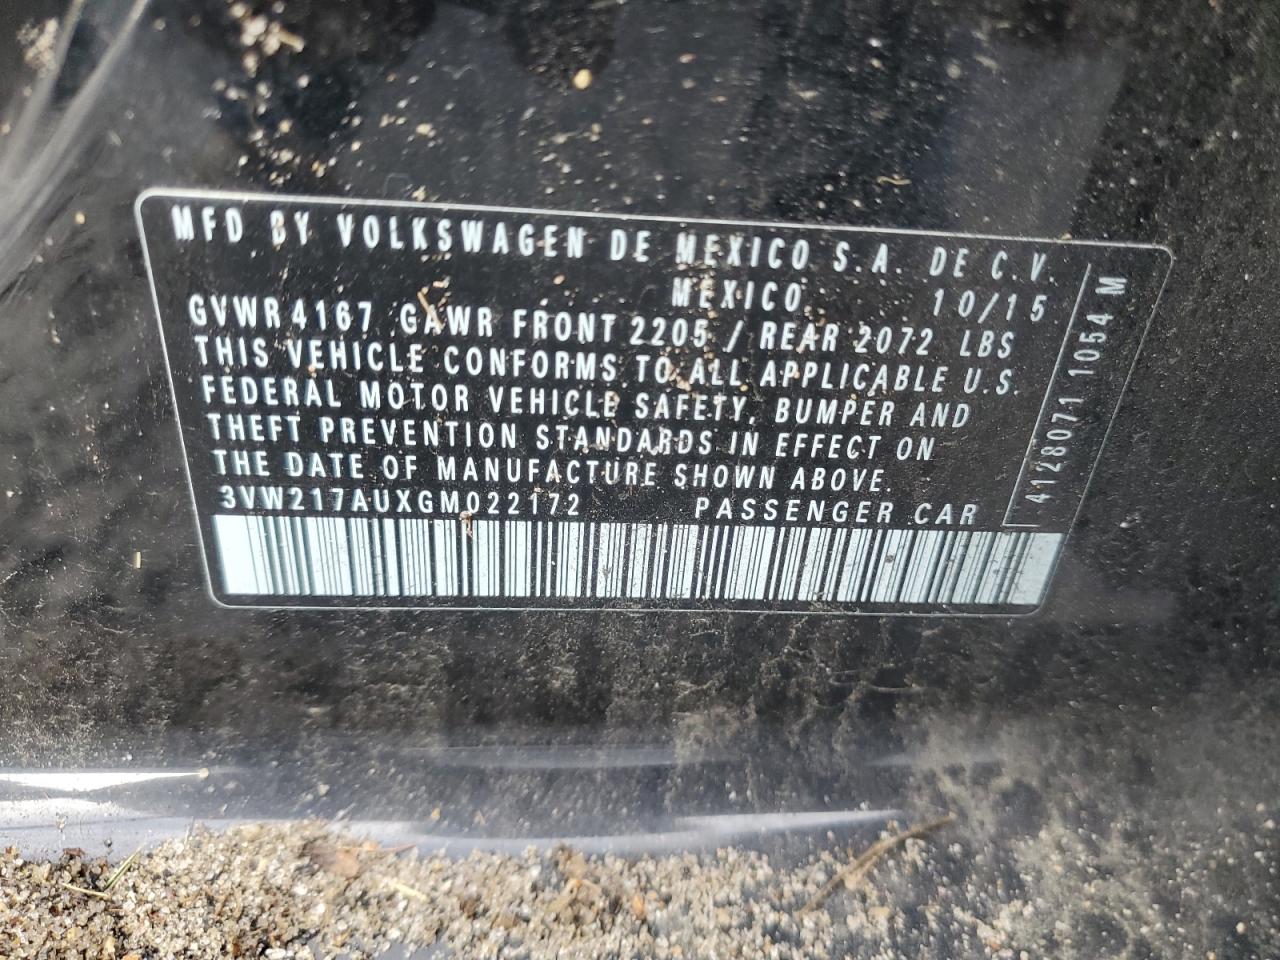 MFD BY VOLKSWAGEN DE MEXICO S.A. DE C.V.
MEXICO, 10/15
GVWR 4167 GAWR FRONT 2205 / REAR 2072 LBS
THIS VEHICLE CONFORMS TO ALL APPLICABLE U.S.
FEDERAL MOTOR VEHICLE SAFETY, BUMPER AND
THEFT PREVENTION STANDARDS IN EFFECT ON
THE DATE OF MANUFACTURE SHOWN ABOVE.
3VW217AUXGM022172 PASSENGER CAR
4128071 1054 M